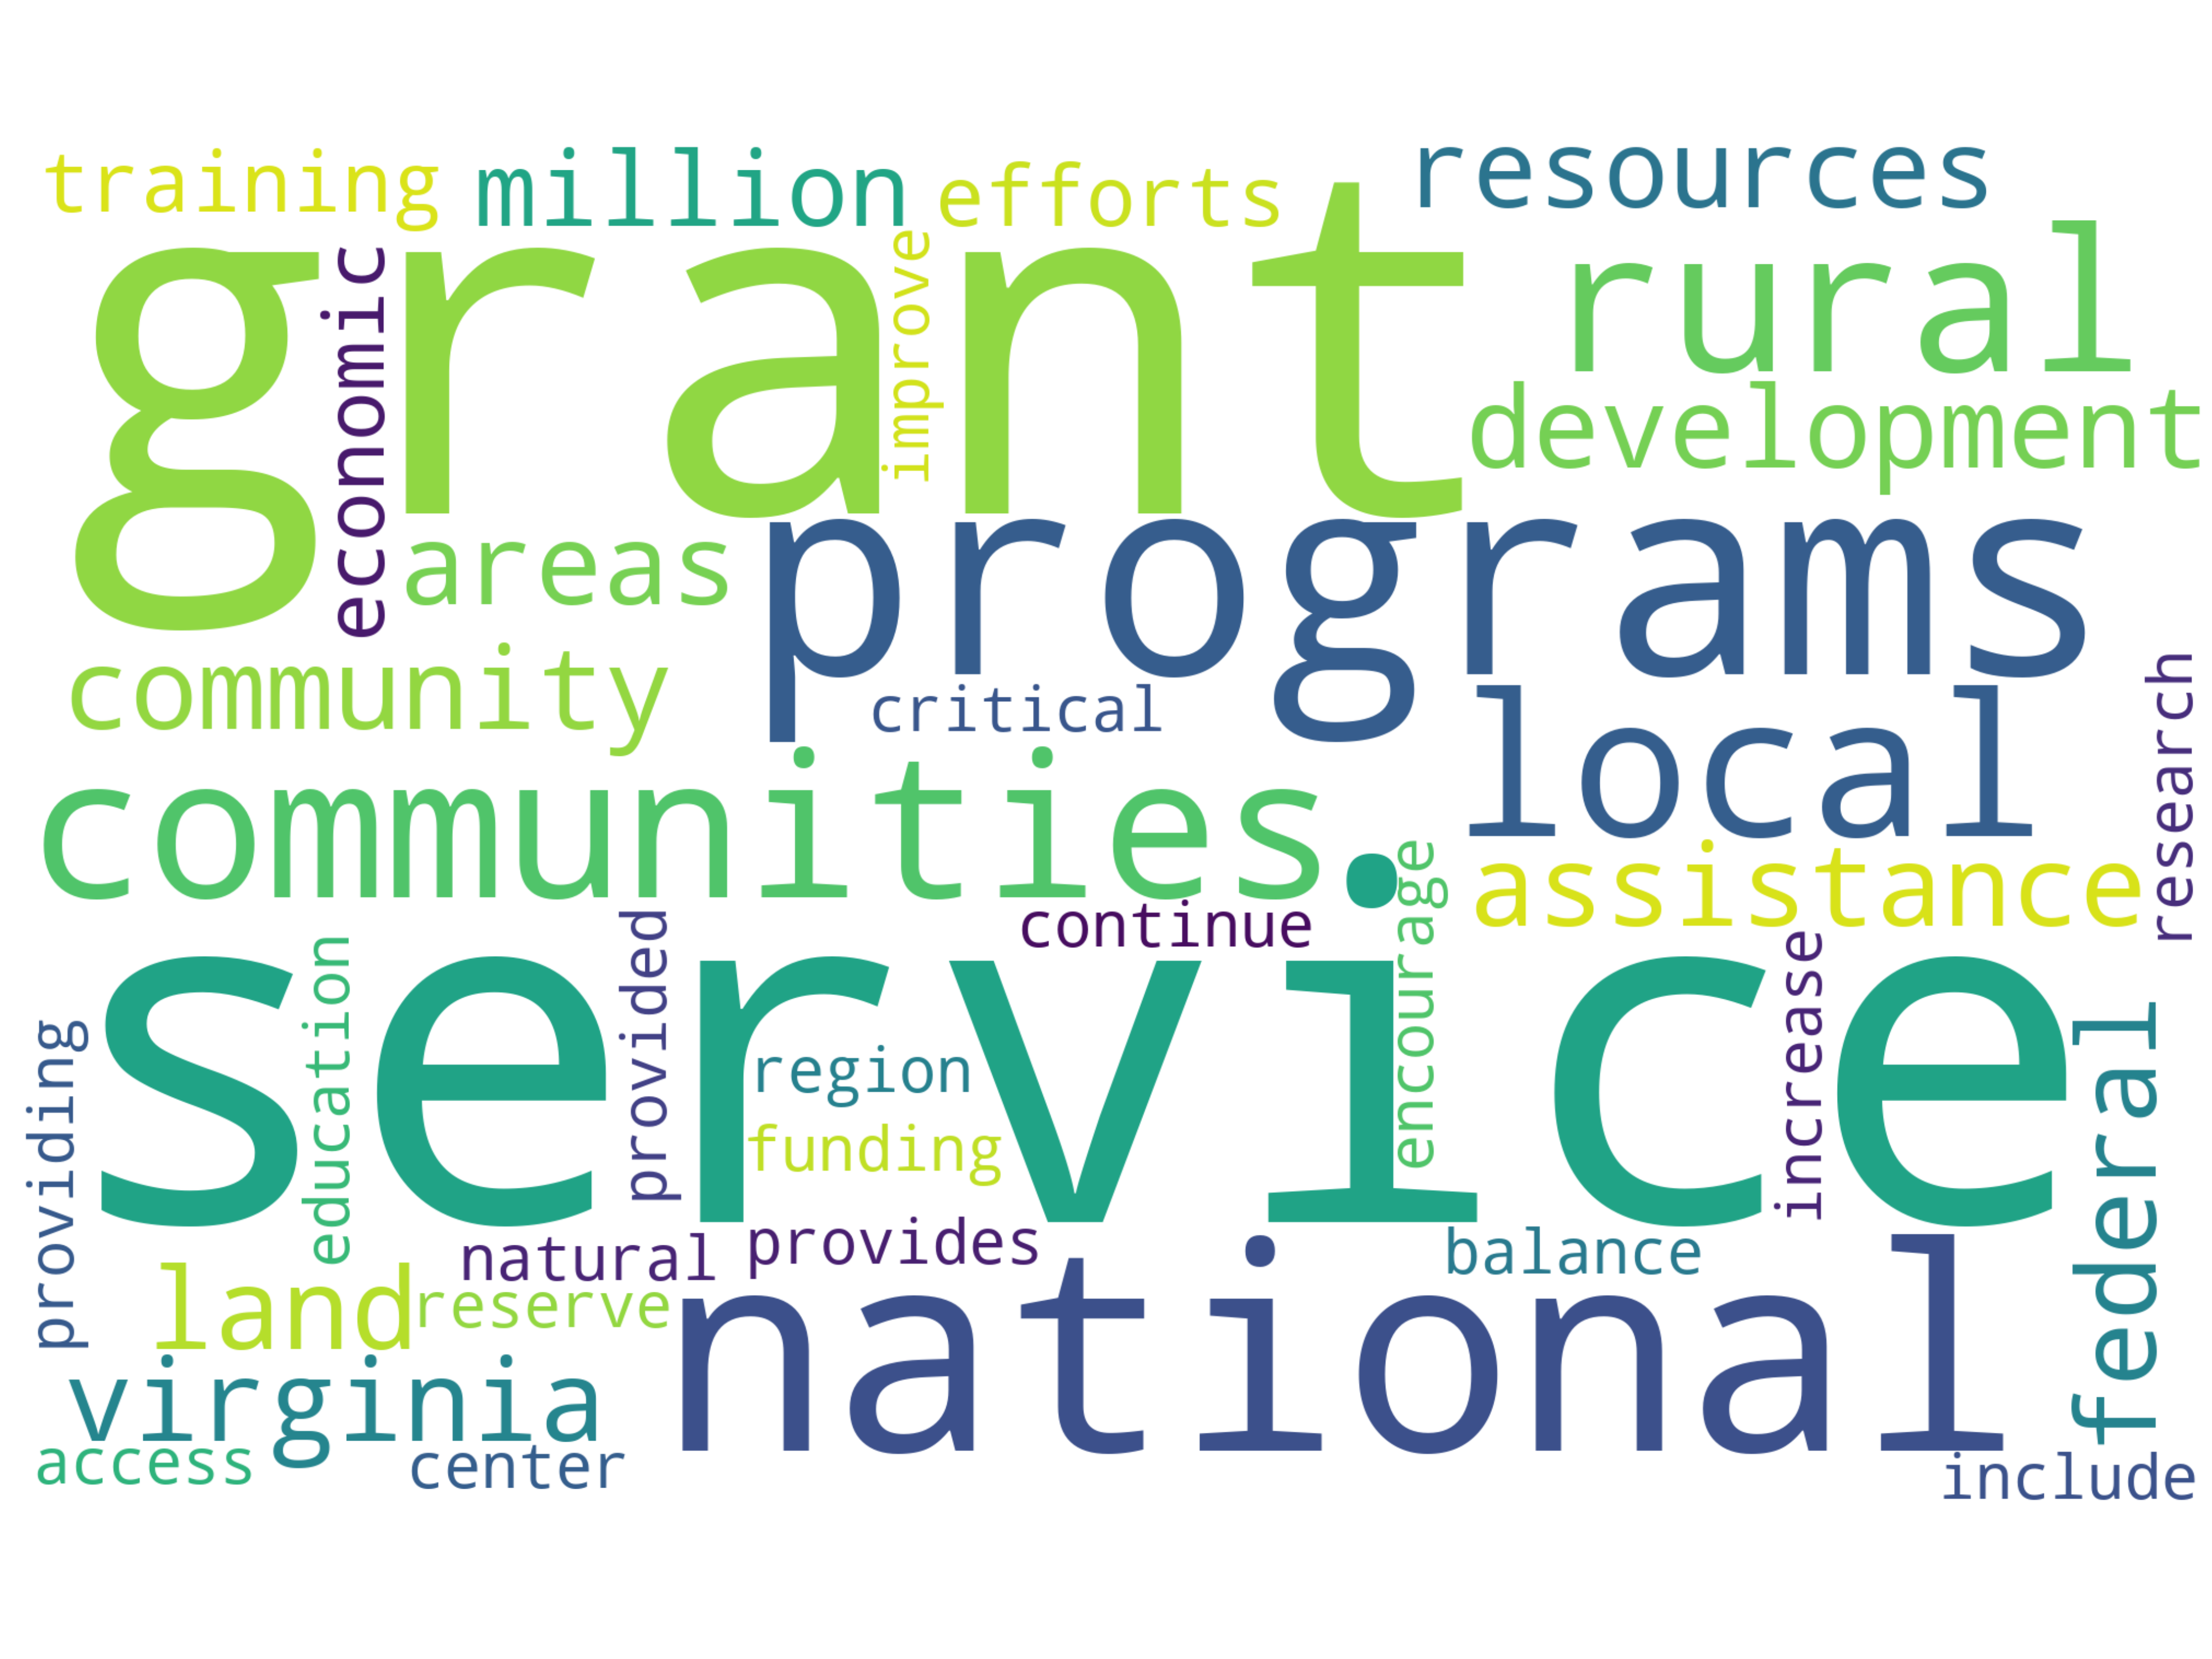 training
million
efforts
resources
grant
rural
economic
improve
development
areas
programs
community
critical
local
research
communities
encourage
assistance
continue
service
education
provided
increase
providing
region
funding
federal
natural
provides
balance
land
reserve
national
virginia
access
center
include